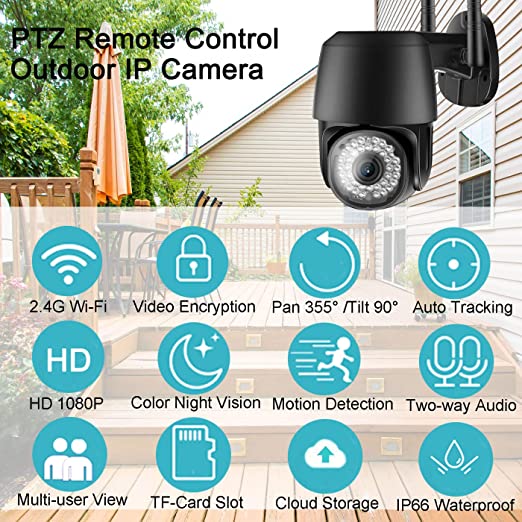 PTZ Remote Control
Outdoor IP Camera
2.4G Wi-Fi
Video Encryption
Pan 355° /Tilt 90°
Auto Tracking
HD
HD 1080P
Color Night Vision
Motion Detection
Two-way Audio
Multi-user View
TF-Card Slot
Cloud Storage
IP66 Waterproof